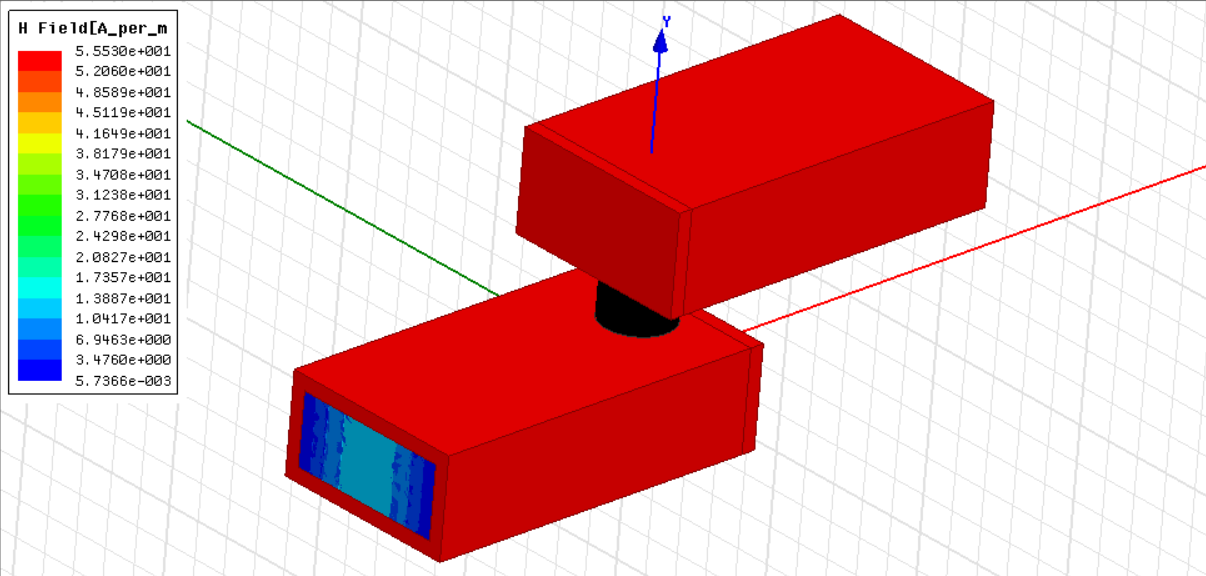 H Field[A_per_m
5.5530e+001
5.2060e+001
4.8589e+001
4.5119e+001
4.1649e+001
3.8179e+001
3.4708e+001
3.1238e+001
2.7768e+001
2.4298e+001
2.0827e+001
1.7357e+001
1.3887e+001
1.0417e+001
6.9463e+000
3.4760e+000
5.7366e-003
Y